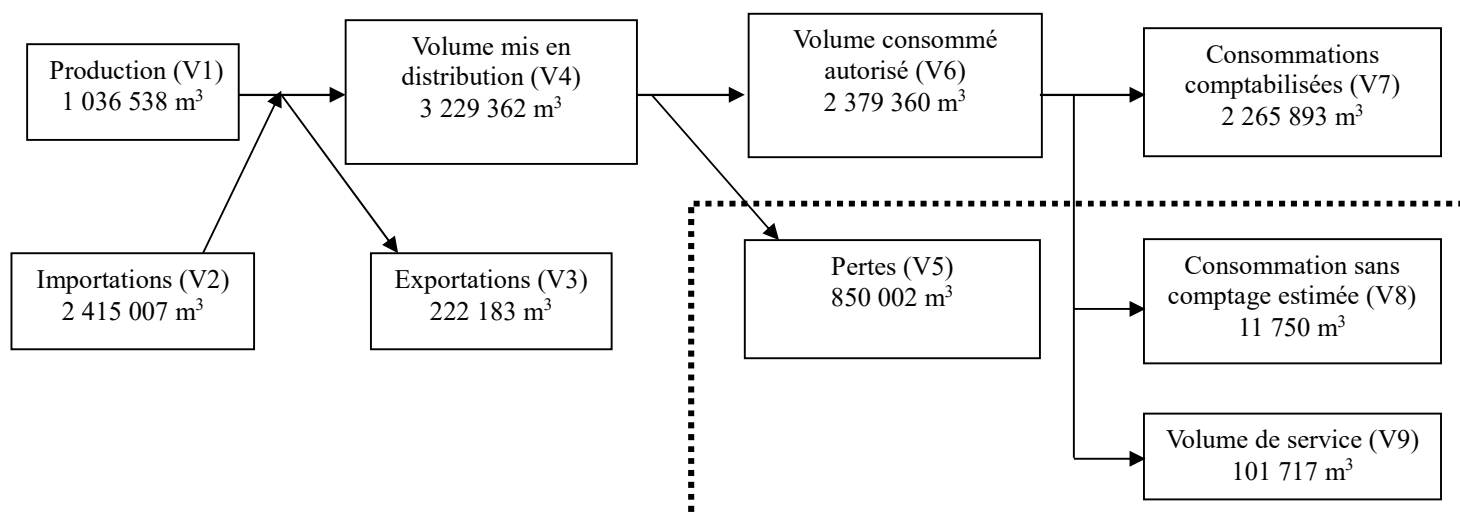 Production (V1)
1 036 538 m³
Volume mis en
distribution (V4)
3 229 362 m³
Volume consommé
autorisé (V6)
2 379 360 m³
Consommations
comptabilisées (V7)
2 265 893 m³
Importations (V2)
2 415 007 m³
Exportations (V3)
222 183 m³
Pertes (V5)
850 002 m³
Consommation sans
comptage estimée (V8)
11 750 m³
Volume de service (V9)
101 717 m³